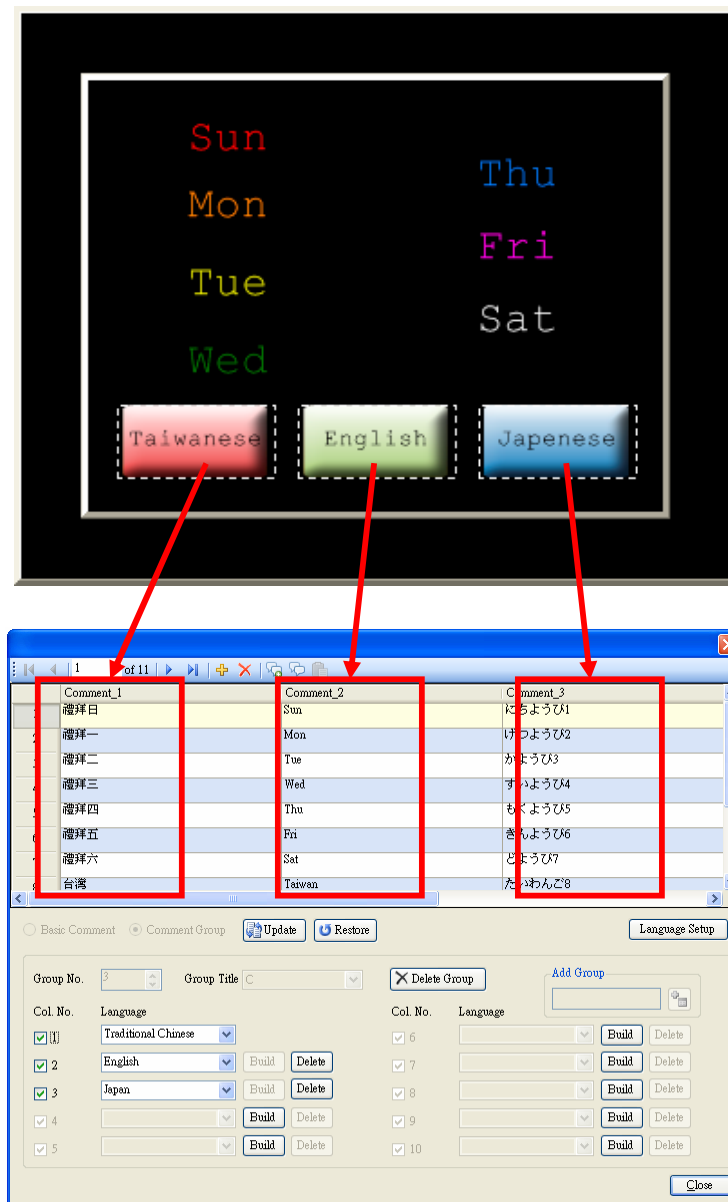 Sun
Mon
Tue
Wed
Thu
Fri
Sat
Taiwanese English Japenese
1 of 11
Comment_1 Comment_2 Comment_3
禮拜日 Sun にちようび1
禮拜一 Mon げつようび2
禮拜二 Tue かようび3
禮拜三 Wed すいようび4
禮拜四 Thu もくようび5
禮拜五 Fri きんようび6
禮拜六 Sat どようび7
台灣 Taiwan たいわんご8
Basic Comment Comment Group Update Restore Language Setup
Group No. 3 Group Title C Delete Group Add Group
Col. No. Language Col. No. Language
1 Traditional Chinese 6 Build Delete
2 English Build Delete 7 Build Delete
3 Japan Build Delete 8 Build Delete
4 Build Delete 9 Build Delete
5 Build Delete 10 Build Delete
Close